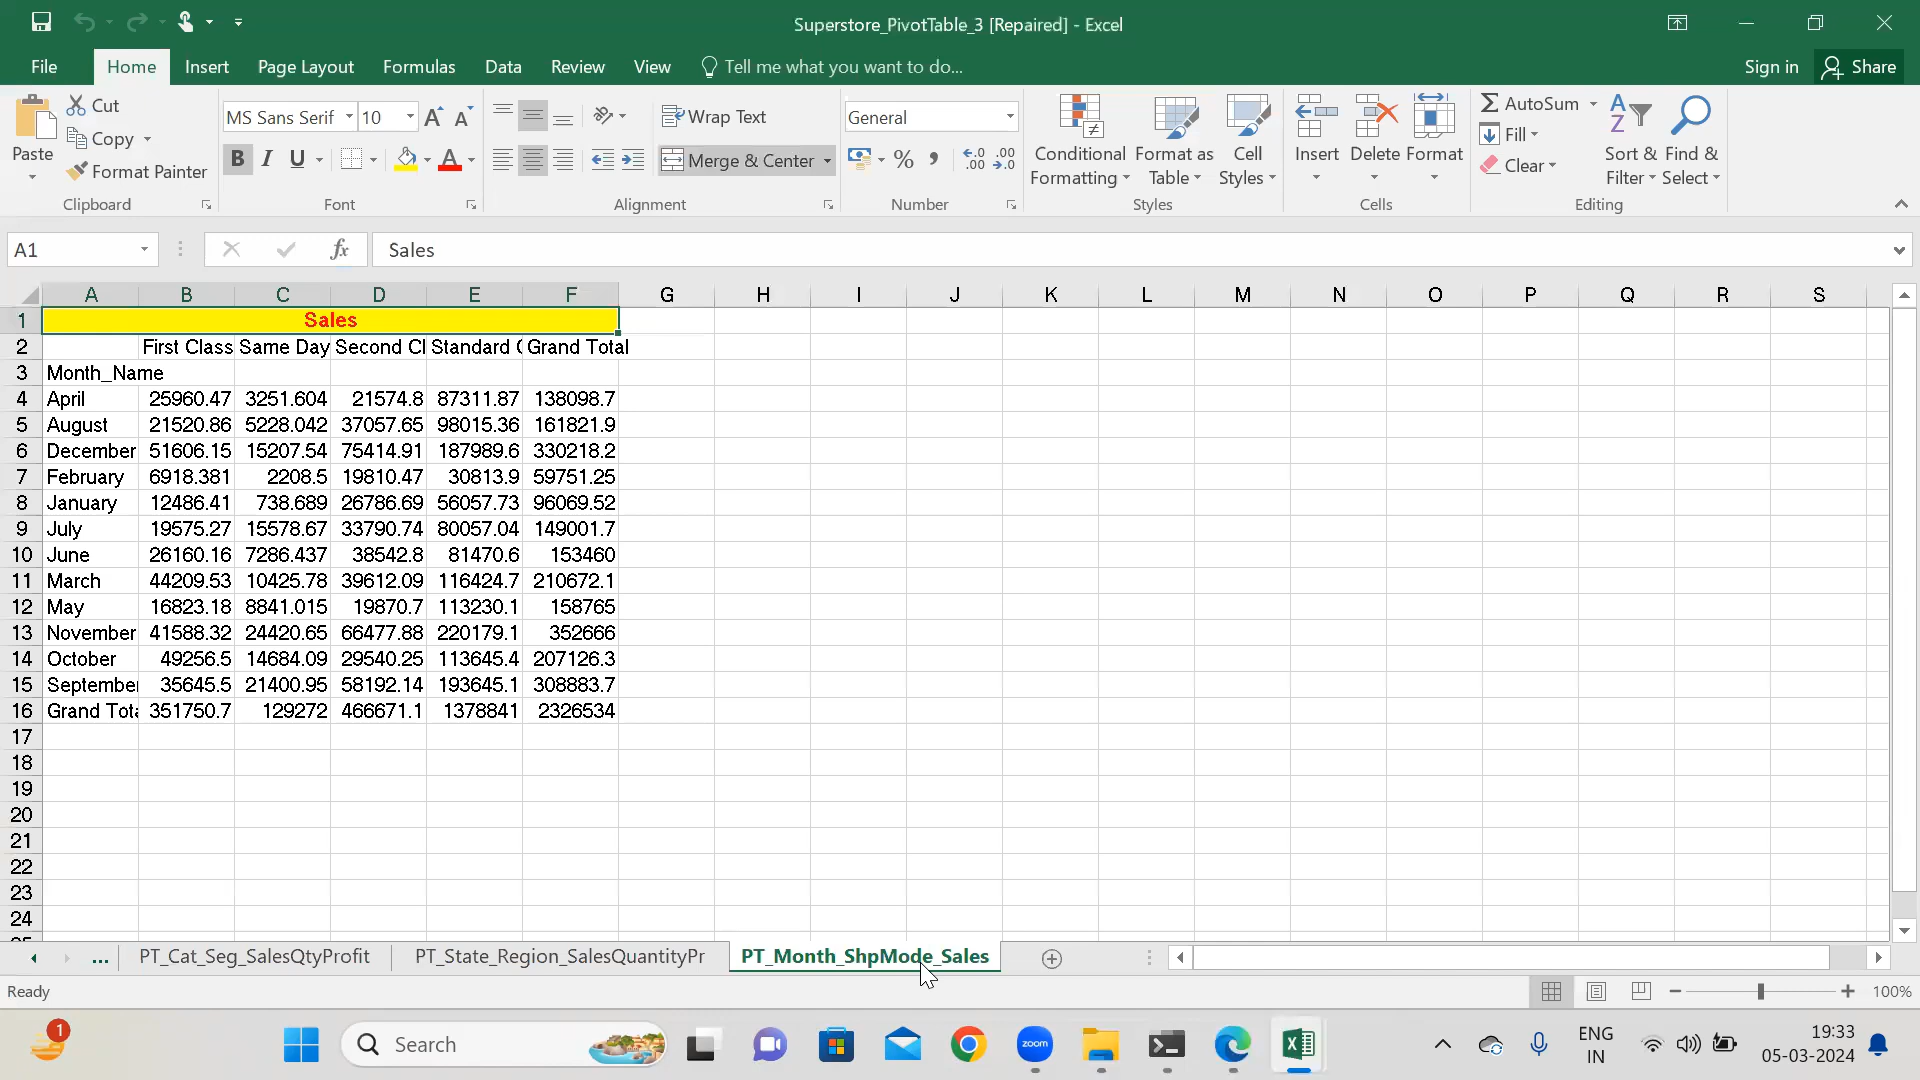 Superstore_PivotTable_3 [Repaired] - Excel
File Home Insert Page Layout Formulas Data Review View Tell me what you want to do... Sign in Share
Paste Cut Copy Format Painter Clipboard
MS Sans Serif 10 A A B I U A Font
Wrap Text Merge & Center Alignment
General % , .00 .00 Number
Conditional Formatting Format as Table Cell Styles Styles
Insert Delete Format Cells
AutoSum Fill Clear Sort & Filter Find & Select Editing
A1 fx Sales
A B C D E F G H I J K L M N O P Q R S
1 Sales
2 First Class Same Day Second Cl Standard Grand Total
3 Month_Name
4 April 25960.47 3251.604 21574.8 87311.87 138098.7
5 August 21520.86 5228.042 37057.65 98015.36 161821.9
6 December 51606.15 15207.54 75414.91 187989.6 330218.2
7 February 6918.381 2208.5 19810.47 30813.9 59751.25
8 January 12486.41 738.689 26786.69 56057.73 96069.52
9 July 19575.27 15578.67 33790.74 80057.04 149001.7
10 June 26160.16 7286.437 38542.8 81470.6 153460
11 March 44209.53 10425.78 39612.09 116424.7 210672.1
12 May 16823.18 8841.015 19870.7 113230.1 158765
13 November 41588.32 24420.65 66477.88 220179.1 352666
14 October 49256.5 14684.09 29540.25 113645.4 207126.3
15 September 35645.5 21400.95 58192.14 193645.1 308883.7
16 Grand Tota 351750.7 129272 466671.1 1378841 2326534
17
18
19
20
21
22
23
24
... PT_Cat_Seg_SalesQtyProfit PT_State_Region_SalesQuantityPr PT_Month_ShpMode_Sales
Ready 100%
1 Search zoom ENG IN 19:33 05-03-2024